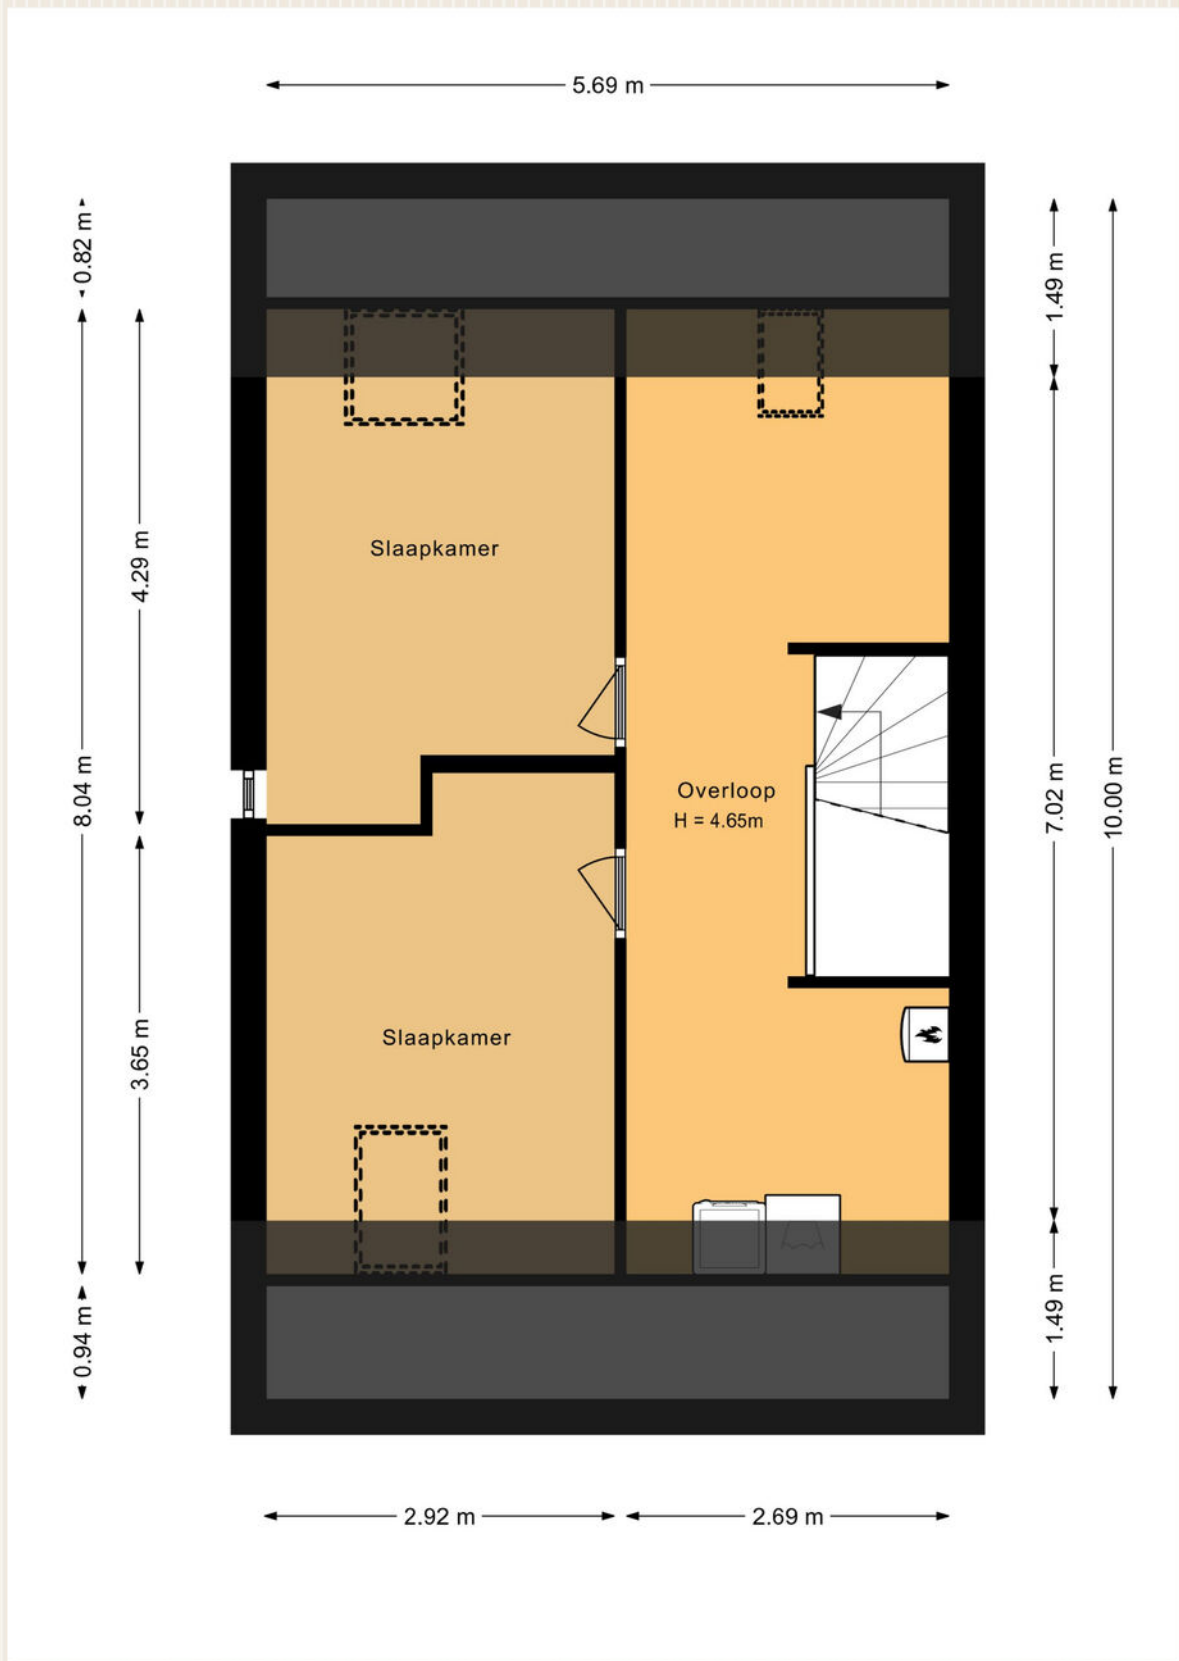 5.69 m
0.82 m
1.49 m
4.29 m
Slaapkamer
8.04 m
Overloop
H = 4.65m
7.02 m
10.00 m
3.65 m
Slaapkamer
0.94 m
1.49 m
2.92 m
2.69 m